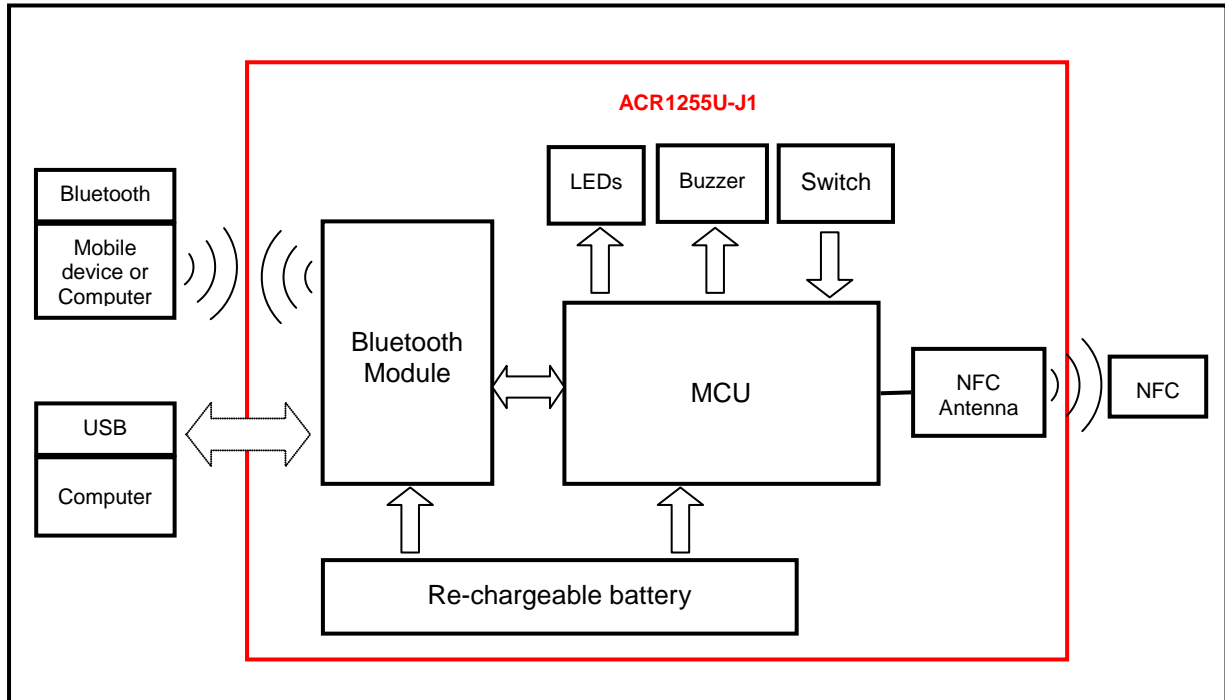 ACR1255U-J1
LEDs
Buzzer
Switch
Bluetooth
Mobile
device or
Computer
Bluetooth
Module
MCU
NFC
Antenna
NFC
USB
Computer
Re-chargeable battery